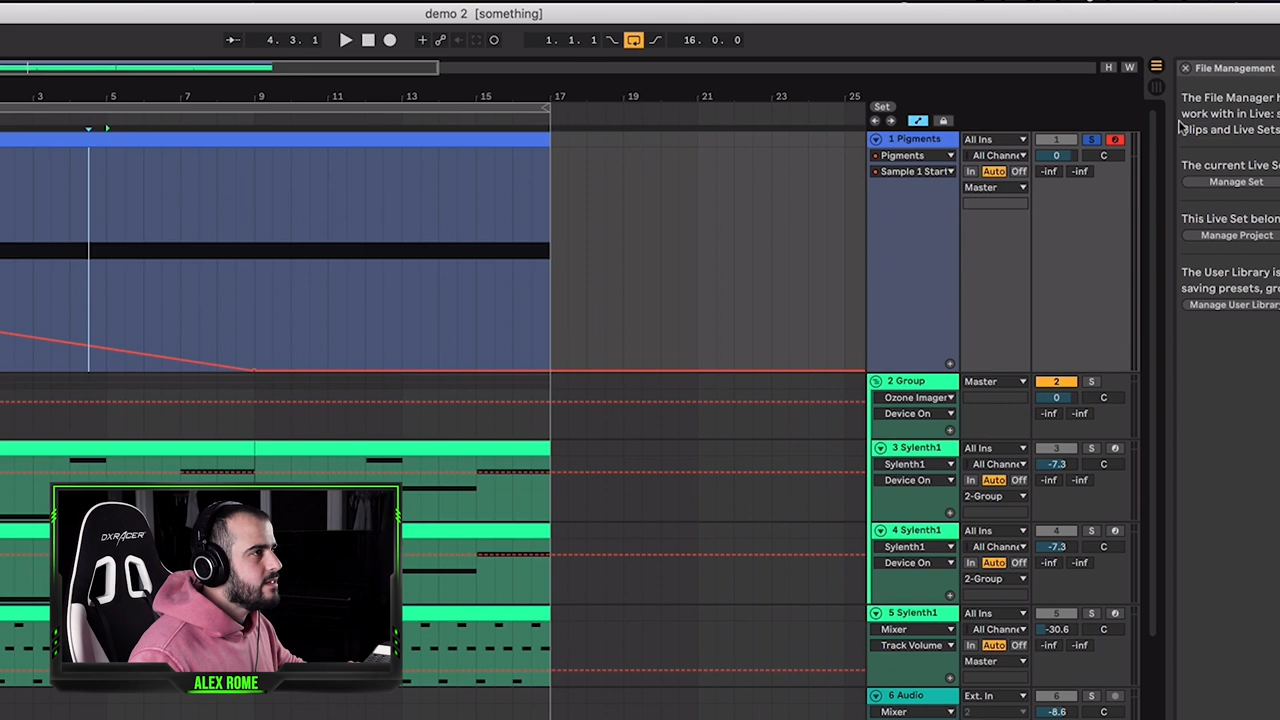 demo 2 [something]
4. 3. 1
1. 1. 1
16. 0. 0
H W
File Management
3 5 7 9 11 13 15 17 19 21 23 25
Set
The File Manager h
work with in Live: s
clips and Live Sets
The current Live Se
Manage Set
This Live Set belon
Manage Project
The User Library is
saving presets, gro
Manage User Library
1 Pigments All Ins 1 S
Pigments All Channe 0 C
Sample 1 Start In Auto Off -inf -inf
Master
2 Group Master 2 S
Ozone Imager 0 C
Device On -inf -inf
3 Sylenth1 All Ins 3 S
Sylenth1 All Channe -7.3 C
Device On In Auto Off -inf -inf
2-Group
4 Sylenth1 All Ins 4 S
Sylenth1 All Channe -7.3 C
Device On In Auto Off -inf -inf
2-Group
5 Sylenth1 All Ins 5 S
Mixer All Channe -30.6 C
Track Volume In Auto Off -inf -inf
Master
6 Audio Ext. In 6 S
Mixer 2 -8.6 C
DXRACER
ALEX ROME